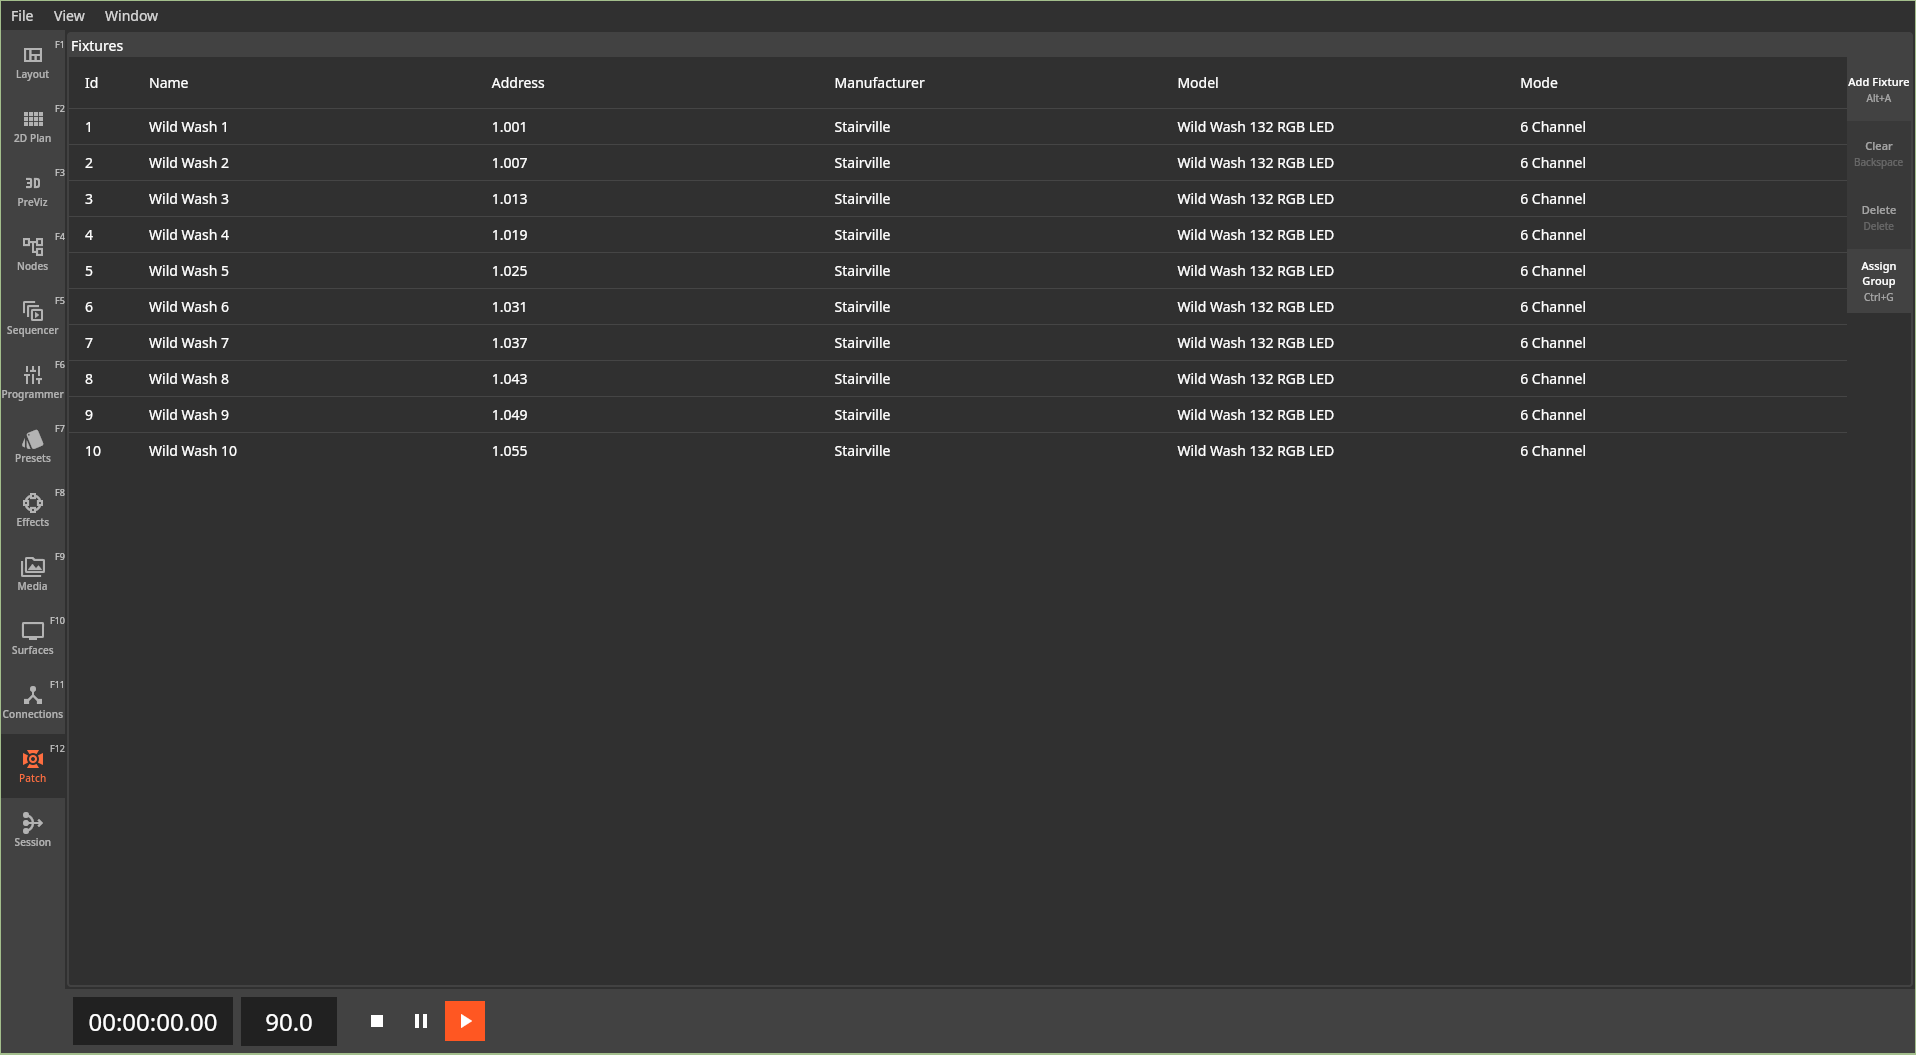 File View Window
F1
Layout
F2
2D Plan
F3
3D
PreViz
F4
Nodes
F5
Sequencer
F6
Programmer
F7
Presets
F8
Effects
F9
Media
F10
Surfaces
F11
Connections
F12
Patch
Session
Fixtures
Id Name Address Manufacturer Model Mode
1 Wild Wash 1 1.001 Stairville Wild Wash 132 RGB LED 6 Channel
2 Wild Wash 2 1.007 Stairville Wild Wash 132 RGB LED 6 Channel
3 Wild Wash 3 1.013 Stairville Wild Wash 132 RGB LED 6 Channel
4 Wild Wash 4 1.019 Stairville Wild Wash 132 RGB LED 6 Channel
5 Wild Wash 5 1.025 Stairville Wild Wash 132 RGB LED 6 Channel
6 Wild Wash 6 1.031 Stairville Wild Wash 132 RGB LED 6 Channel
7 Wild Wash 7 1.037 Stairville Wild Wash 132 RGB LED 6 Channel
8 Wild Wash 8 1.043 Stairville Wild Wash 132 RGB LED 6 Channel
9 Wild Wash 9 1.049 Stairville Wild Wash 132 RGB LED 6 Channel
10 Wild Wash 10 1.055 Stairville Wild Wash 132 RGB LED 6 Channel
Add Fixture
Alt+A
Clear
Backspace
Delete
Delete
Assign
Group
Ctrl+G
00:00:00.00 90.0